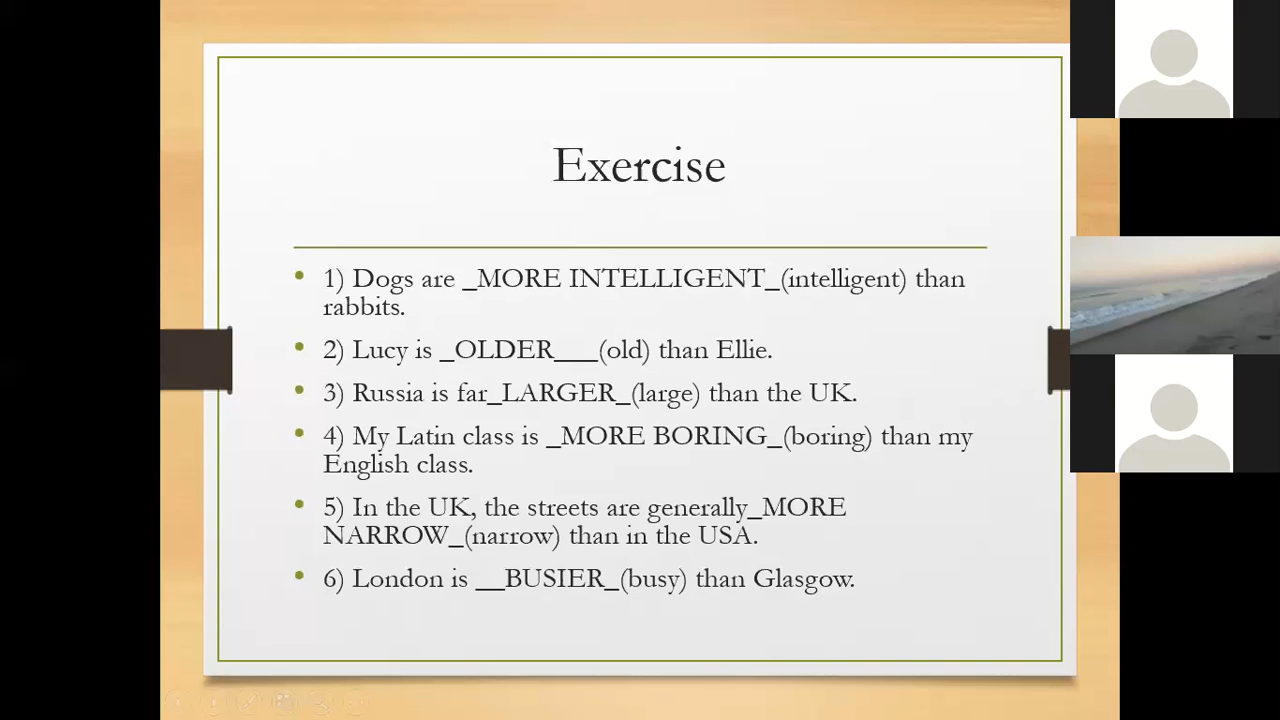 Exercise
1) Dogs are _MORE INTELLIGENT_(intelligent) than
rabbits.
2) Lucy is _OLDER___(old) than Ellie.
3) Russia is far_LARGER_(large) than the UK.
4) My Latin class is _MORE BORING_(boring) than my
English class.
5) In the UK, the streets are generally_MORE
NARROW_(narrow) than in the USA.
6) London is __BUSIER_(busy) than Glasgow.